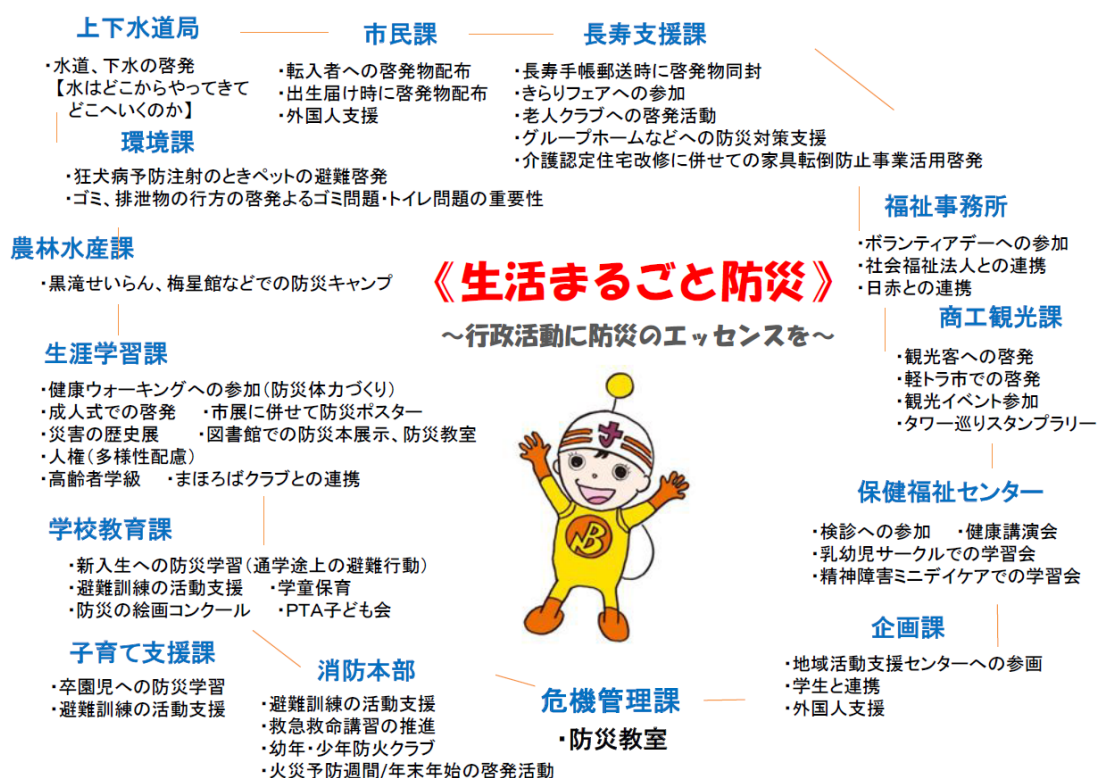 上下水道局
・水道、下水の啓発
【水はどこからやってきて
どこへいくのか】
市民課
・転入者への啓発物配布
・出生届け時に啓発物配布
・外国人支援
長寿支援課
・長寿手帳郵送時に啓発物同封
・きらりフェアへの参加
・老人クラブへの啓発活動
・グループホームなどへの防災対策支援
・介護認定住宅改修に併せての家具転倒防止事業活用啓発
環境課
・狂犬病予防注射のときペットの避難啓発
・ゴミ、排泄物の行方の啓発よるゴミ問題・トイレ問題の重要性
福祉事務所
・ボランティアデーへの参加
・社会福祉法人との連携
・日赤との連携
農林水産課
・黒滝せいらん、梅星館などでの防災キャンプ
《生活まるごと防災》
～行政活動に防災のエッセンスを～
商工観光課
・観光客への啓発
・軽トラ市での啓発
・観光イベント参加
・タワー巡りスタンプラリー
生涯学習課
・健康ウォーキングへの参加(防災体力づくり)
・成人式での啓発 ・市展に併せて防災ポスター
・災害の歴史展 ・図書館での防災本展示、防災教室
・人権(多様性配慮)
・高齢者学級 ・まほろばクラブとの連携
ナ
NB
保健福祉センター
・検診への参加 ・健康講演会
・乳幼児サークルでの学習会
・精神障害ミニデイケアでの学習会
学校教育課
・新入生への防災学習(通学途上の避難行動)
・避難訓練の活動支援 ・学童保育
・防災の絵画コンクール ・PTA子ども会
企画課
・地域活動支援センターへの参画
・学生と連携
・外国人支援
子育て支援課
・卒園児への防災学習
・避難訓練の活動支援
消防本部
・避難訓練の活動支援
・救急救命講習の推進
・幼年・少年防火クラブ
・火災予防週間/年末年始の啓発活動
危機管理課
・防災教室